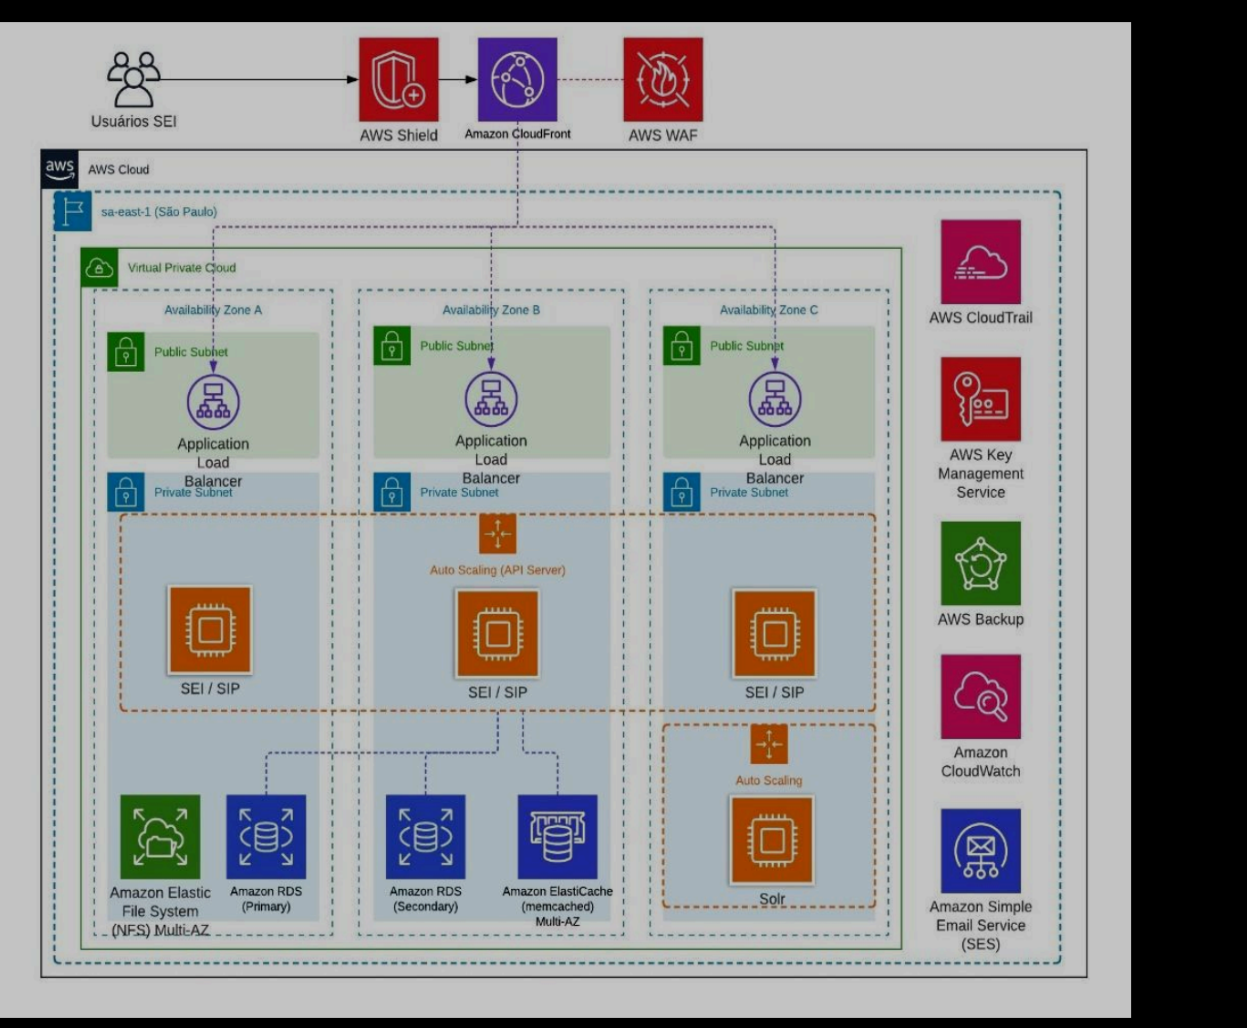 Usuários SEI
AWS Shield
Amazon CloudFront
AWS WAF
aws
AWS Cloud
sa-east-1 (São Paulo)
Virtual Private Cloud
Availability Zone A
Availability Zone B
Availability Zone C
Public Subnet
Public Subnet
Public Subnet
Application
Load
Balancer
Application
Load
Balancer
Application
Load
Balancer
Private Subnet
Private Subnet
Private Subnet
Auto Scaling (API Server)
SEI / SIP
SEI / SIP
SEI / SIP
Auto Scaling
Solr
Amazon Elastic
File System
(NFS) Multi-AZ
Amazon RDS
(Primary)
Amazon RDS
(Secondary)
Amazon ElastiCache
(memcached)
Multi-AZ
AWS CloudTrail
AWS Key
Management
Service
AWS Backup
Amazon
CloudWatch
Amazon Simple
Email Service
(SES)